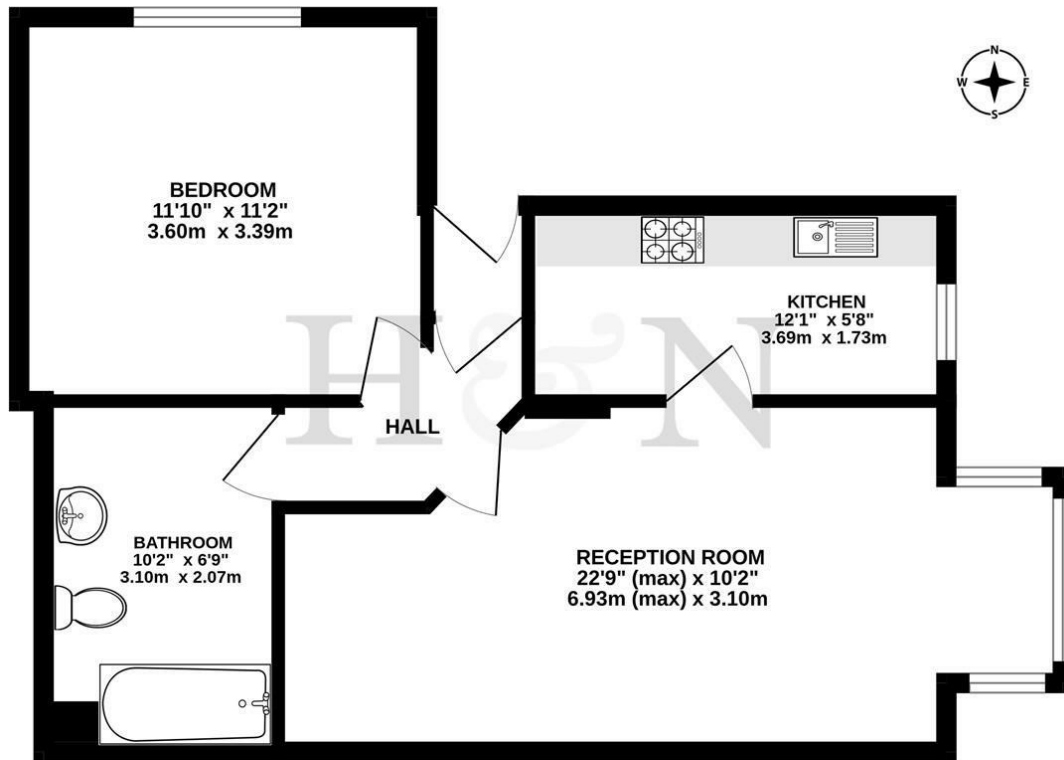 N
W E
S
BEDROOM
11'10" x 11'2"
3.60m x 3.39m
KITCHEN
12'1" x 5'8"
3.69m x 1.73m
H&N
HALL
BATHROOM
10'2" x 6'9"
3.10m x 2.07m
RECEPTION ROOM
22'9" (max) x 10'2"
6.93m (max) x 3.10m